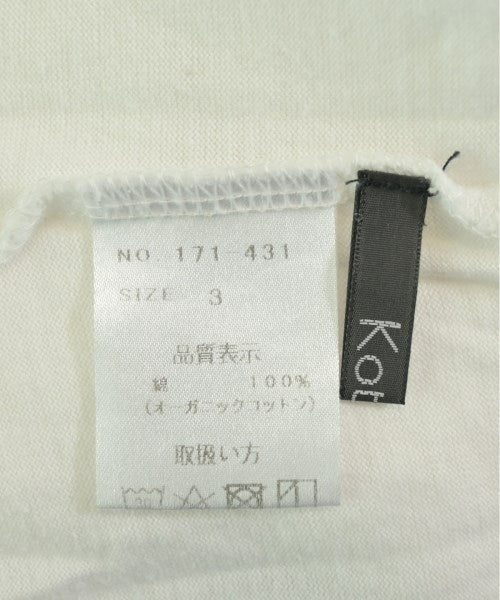 NO. 171-431
SIZE 3
品質表示
綿 100%
(オーガニックコットン)
取扱い方